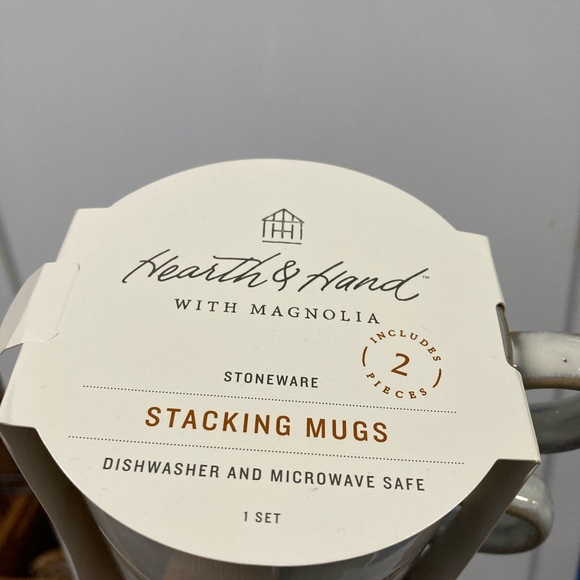 Hearth & Hand™
WITH MAGNOLIA
INCLUDES
2
PIECES
STONEWARE
STACKING MUGS
DISHWASHER AND MICROWAVE SAFE
1 SET